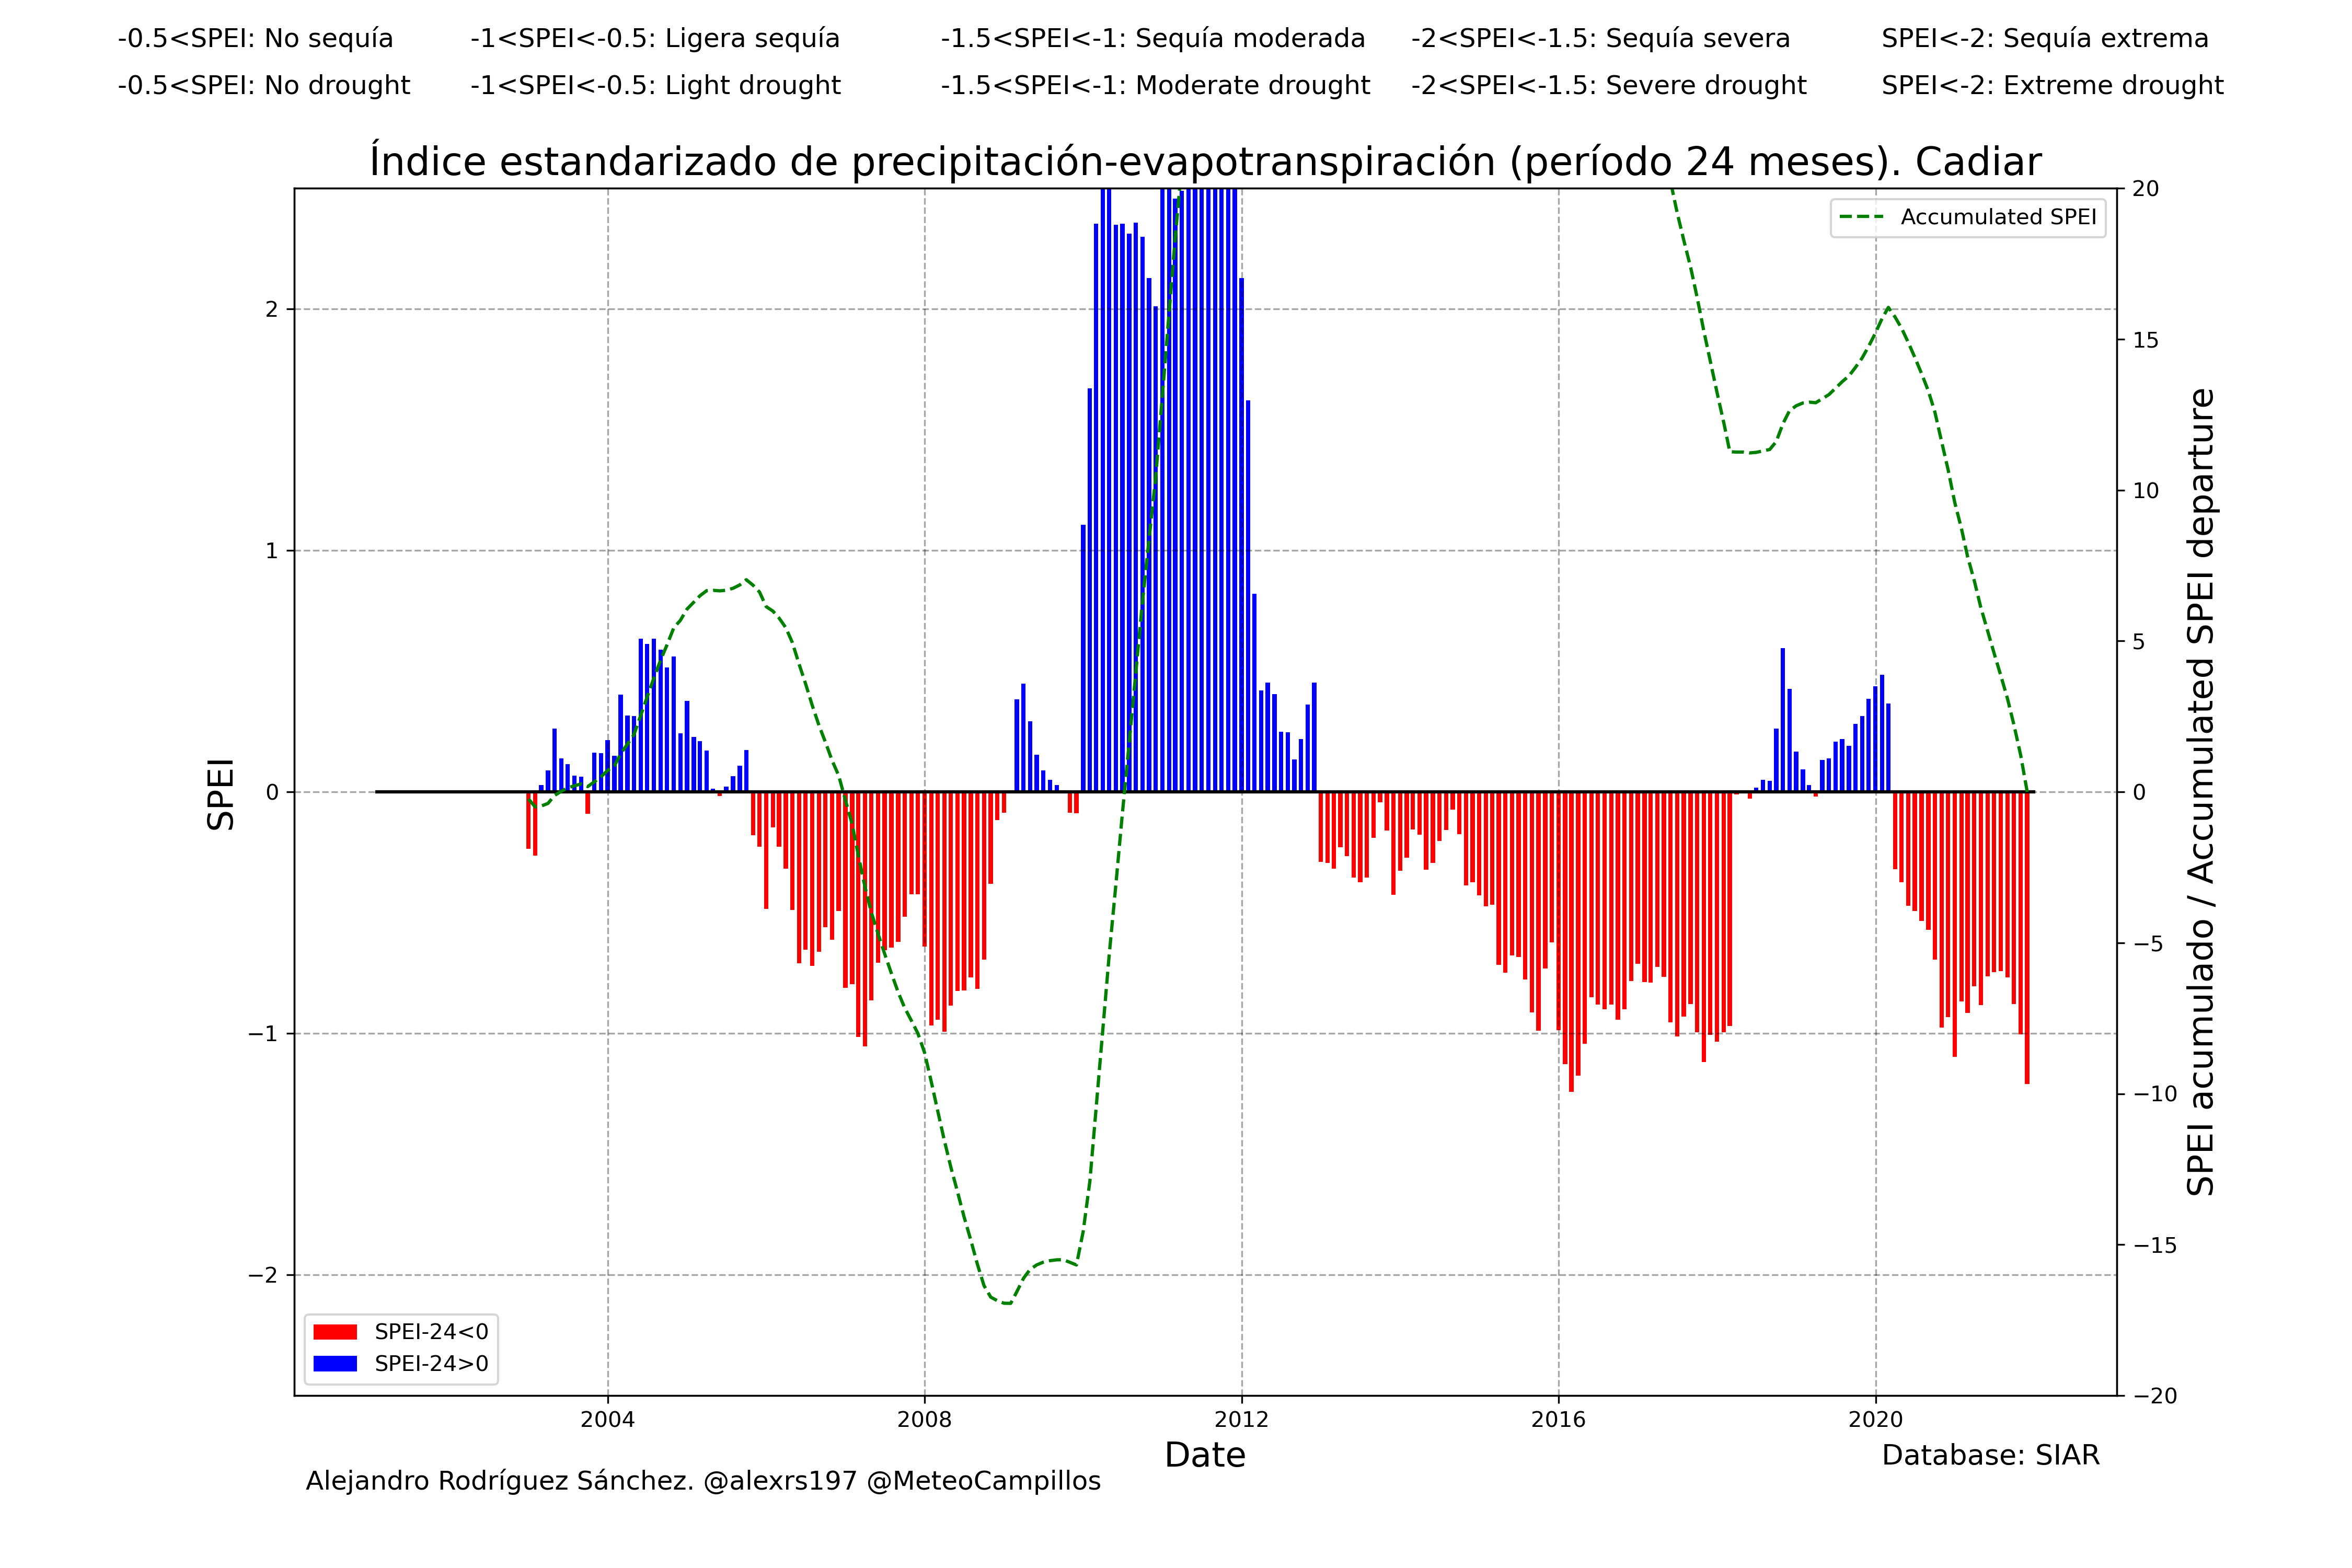 -0.5<SPEI: No sequía -1<SPEI<-0.5: Ligera sequía -1.5<SPEI<-1: Sequía moderada -2<SPEI<-1.5: Sequía severa SPEI<-2: Sequía extrema
-0.5<SPEI: No drought -1<SPEI<-0.5: Light drought -1.5<SPEI<-1: Moderate drought -2<SPEI<-1.5: Severe drought SPEI<-2: Extreme drought
Índice estandarizado de precipitación-evapotranspiración (período 24 meses). Cadiar
SPEI
2
1
0
−1
−2
Accumulated SPEI
20
15
10
5
0
−5
−10
−15
−20
SPEI acumulado / Accumulated SPEI departure
SPEI-24<0
SPEI-24>0
2004 2008 2012 2016 2020
Date
Database: SIAR
Alejandro Rodríguez Sánchez. @alexrs197 @MeteoCampillos